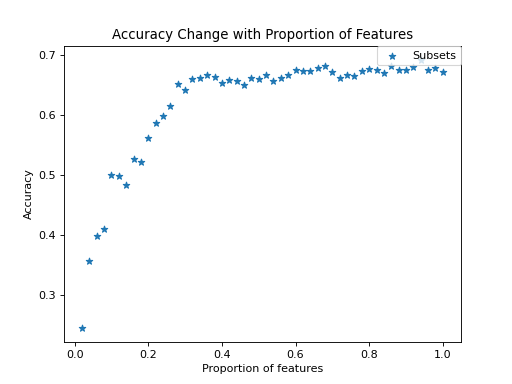 Accuracy Change with Proportion of Features
Subsets
0.7
0.6
0.5
0.4
0.3
Accuracy
0.0 0.2 0.4 0.6 0.8 1.0
Proportion of features